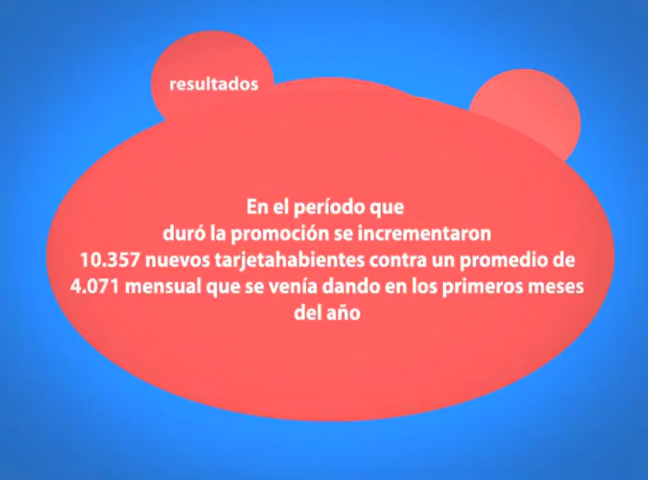 resultados
En el período que
duró la promoción se incrementaron
10.357 nuevos tarjetahabientes contra un promedio de
4.071 mensual que se venía dando en los primeros meses
del año